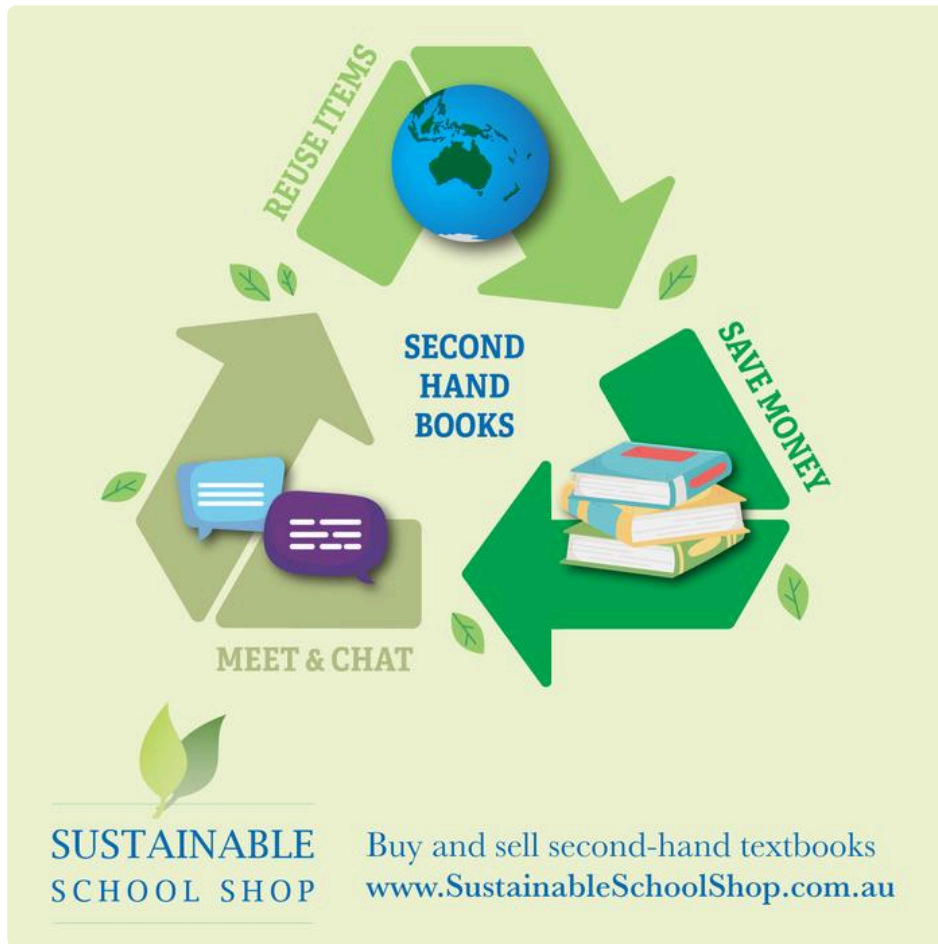 REUSE ITEMS
SAVE MONEY
SECOND
HAND
BOOKS
MEET & CHAT
SUSTAINABLE
SCHOOL SHOP
Buy and sell second-hand textbooks
www.SustainableSchoolShop.com.au